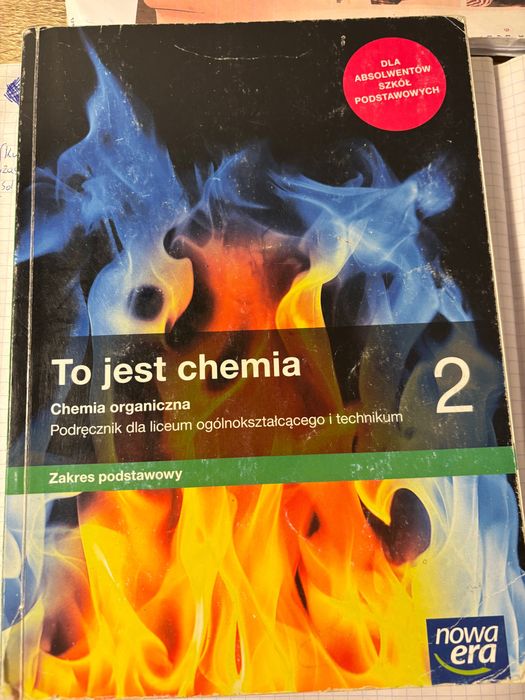 DLA
ABSOLWENTÓW
SZKÓŁ
PODSTAWOWYCH
To jest chemia
2
Chemia organiczna
Podręcznik dla liceum ogólnokształcącego i technikum
Zakres podstawowy
nowa
era